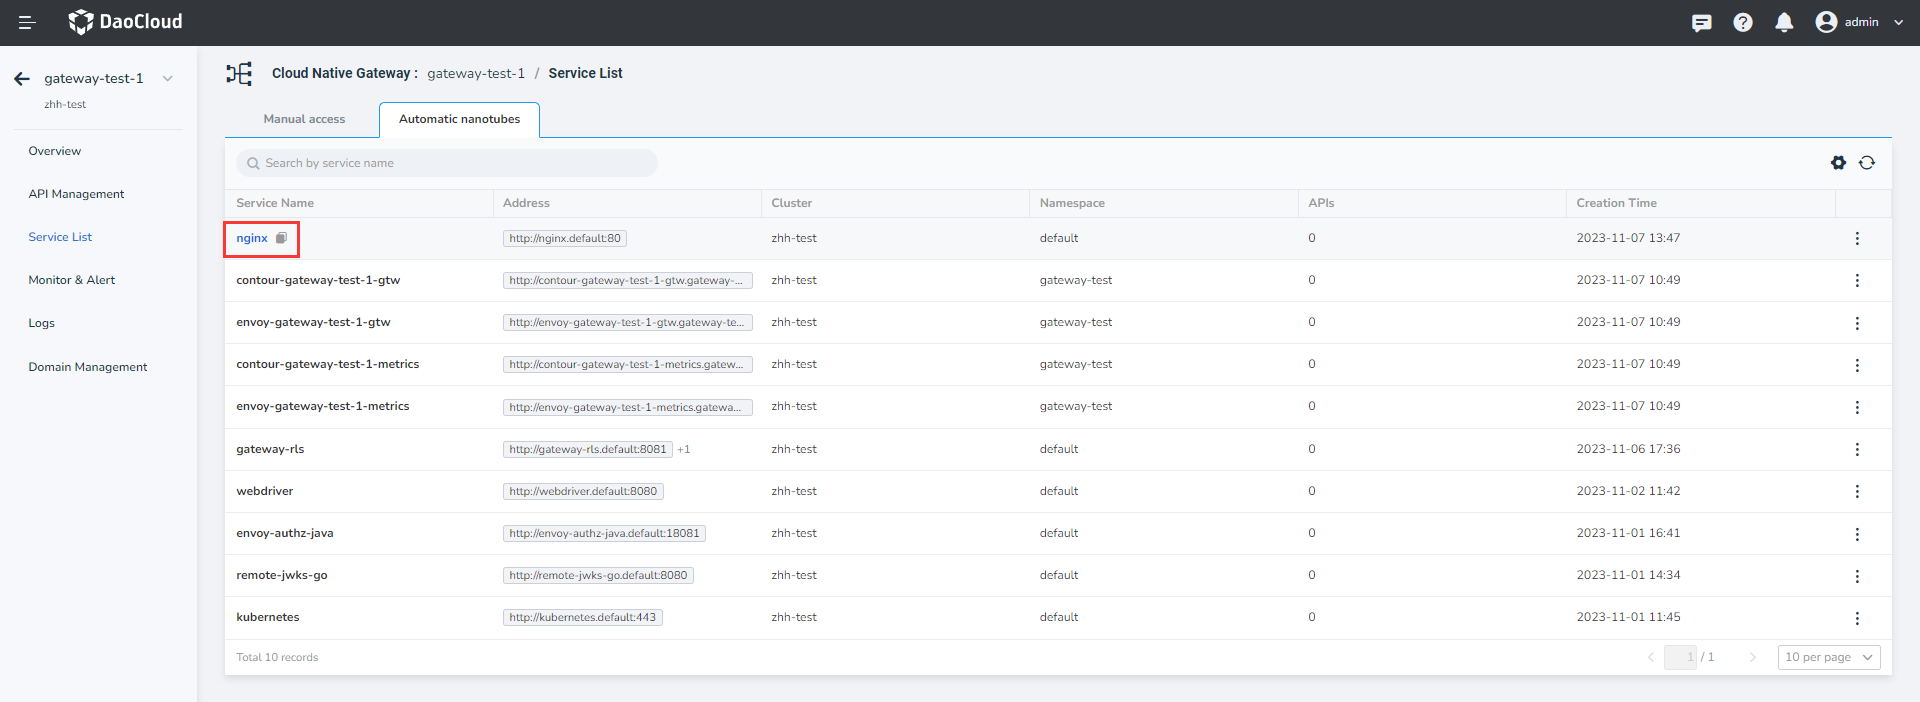 DaoCloud
admin
gateway-test-1
zhh-test
Overview
API Management
Service List
Monitor & Alert
Logs
Domain Management
Cloud Native Gateway : gateway-test-1 / Service List
Manual access Automatic nanotubes
Search by service name
Service Name Address Cluster Namespace APIs Creation Time
nginx http://nginx.default:80 zhh-test default 0 2023-11-07 13:47
contour-gateway-test-1-gtw http://contour-gateway-test-1-gtw.gateway-... zhh-test gateway-test 0 2023-11-07 10:49
envoy-gateway-test-1-gtw http://envoy-gateway-test-1-gtw.gateway-te... zhh-test gateway-test 0 2023-11-07 10:49
contour-gateway-test-1-metrics http://contour-gateway-test-1-metrics.gatew... zhh-test gateway-test 0 2023-11-07 10:49
envoy-gateway-test-1-metrics http://envoy-gateway-test-1-metrics.gatewa... zhh-test gateway-test 0 2023-11-07 10:49
gateway-rls http://gateway-rls.default:8081 +1 zhh-test default 0 2023-11-06 17:36
webdriver http://webdriver.default:8080 zhh-test default 0 2023-11-02 11:42
envoy-authz-java http://envoy-authz-java.default:18081 zhh-test default 0 2023-11-01 16:41
remote-jwks-go http://remote-jwks-go.default:8080 zhh-test default 0 2023-11-01 14:34
kubernetes http://kubernetes.default:443 zhh-test default 0 2023-11-01 11:45
Total 10 records 1 / 1 10 per page